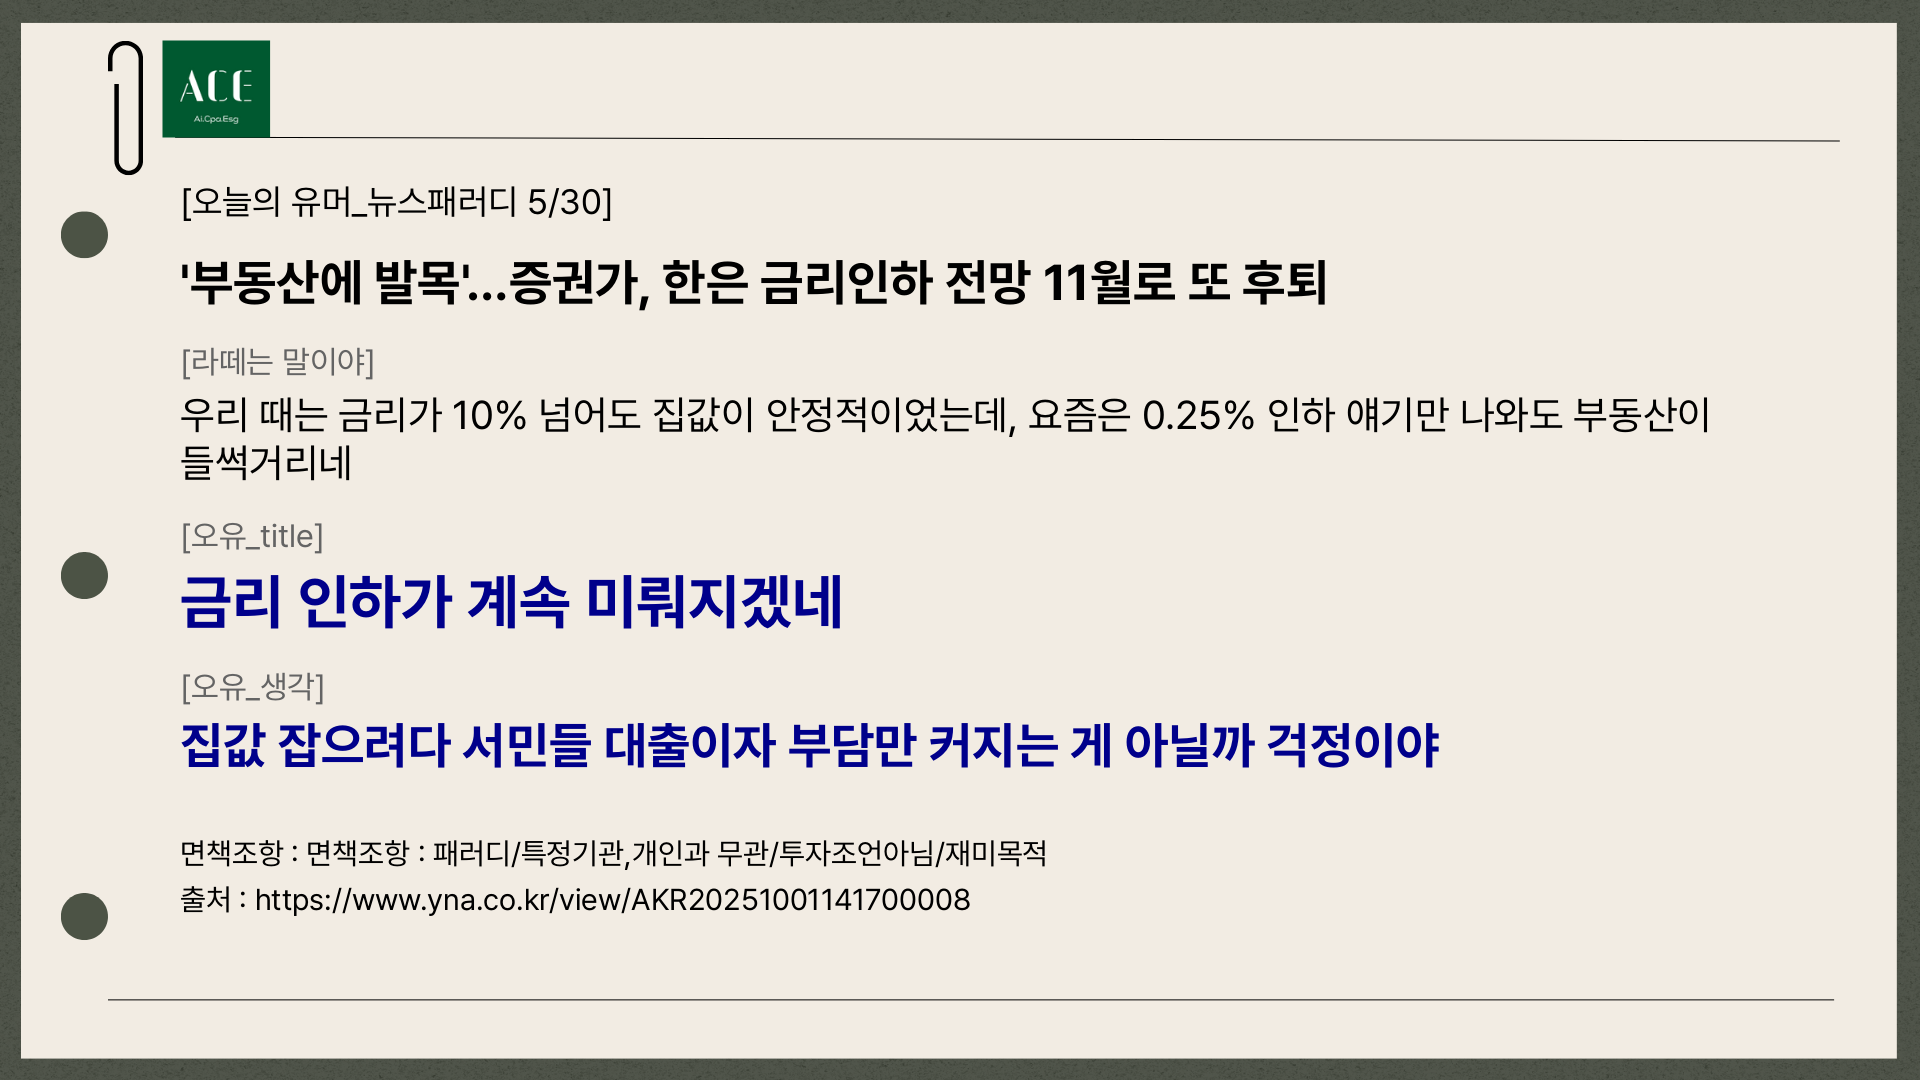 ACE
Ai.Cpa.Esg
[오늘의 유머_뉴스패러디 5/30]
'부동산에 발목'...증권가, 한은 금리인하 전망 11월로 또 후퇴
[라떼는 말이야]
우리 때는 금리가 10% 넘어도 집값이 안정적이었는데, 요즘은 0.25% 인하 얘기만 나와도 부동산이
들썩거리네
[오유_title]
금리 인하가 계속 미뤄지겠네
[오유_생각]
집값 잡으려다 서민들 대출이자 부담만 커지는 게 아닐까 걱정이야
면책조항 : 면책조항 : 패러디/특정기관,개인과 무관/투자조언아님/재미목적
출처 : https://www.yna.co.kr/view/AKR20251001141700008